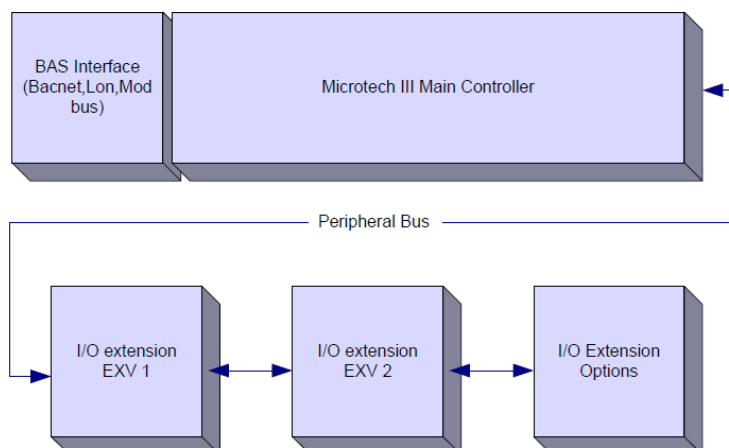 BAS Interface
(Bacnet,Lon,Mod
bus)
Microtech III Main Controller
Peripheral Bus
I/O extension
EXV 1
I/O extension
EXV 2
I/O Extension
Options